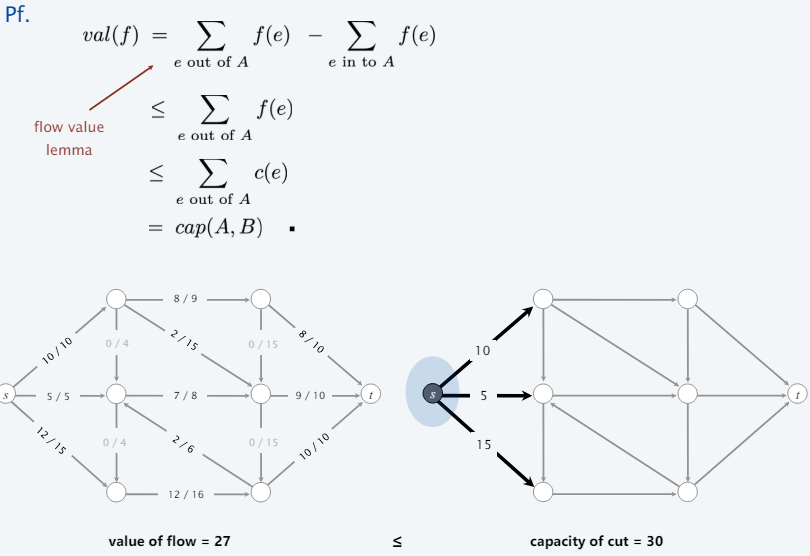 Pf.
val(f) = ∑ f(e) − ∑ f(e)
e out of A e in to A
flow value
lemma
≤ ∑ f(e)
e out of A
≤ ∑ c(e)
e out of A
= cap(A, B) ▪
8 / 9
10 / 10
0 / 4
2 / 15
0 / 15
8 / 10
s
5 / 5
7 / 8
9 / 10
t
12 / 15
0 / 4
2 / 6
0 / 15
10 / 10
12 / 16
10
s
5
t
15
value of flow = 27 ≤ capacity of cut = 30